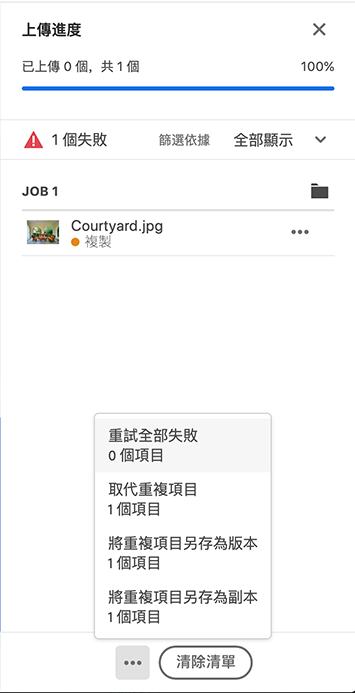 上傳進度
已上傳 0 個，共 1 個
100%
1 個失敗
篩選依據
全部顯示
JOB 1
Courtyard.jpg
複製
重試全部失敗
0 個項目
取代重複項目
1 個項目
將重複項目另存為版本
1 個項目
將重複項目另存為副本
1 個項目
清除清單